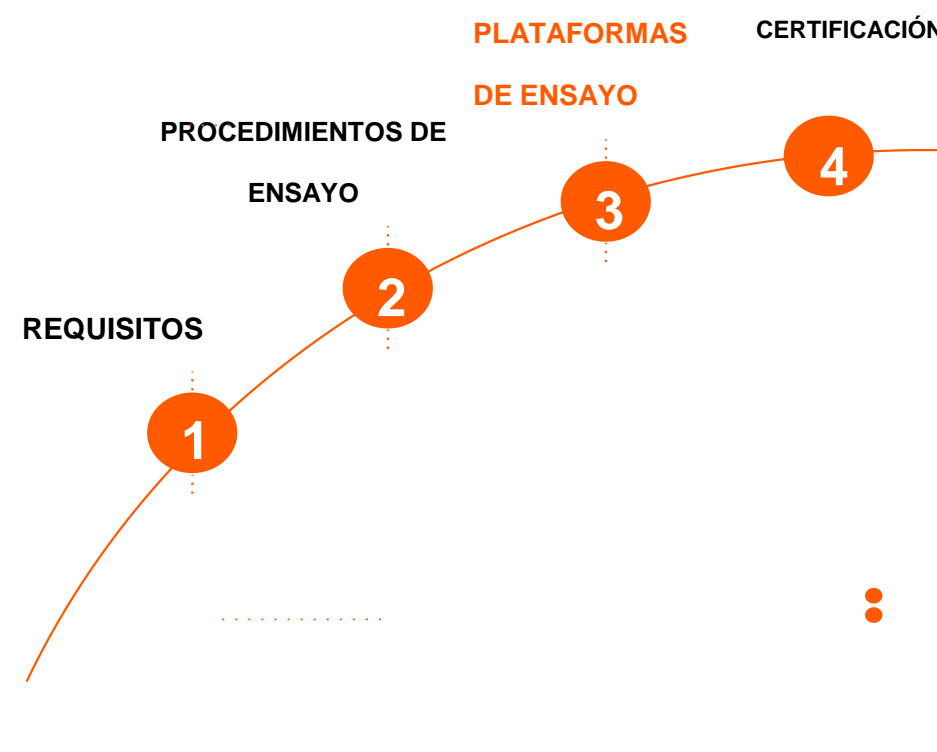 PLATAFORMAS
DE ENSAYO
CERTIFICACIÓN
PROCEDIMIENTOS DE
ENSAYO
REQUISITOS
1
2
3
4